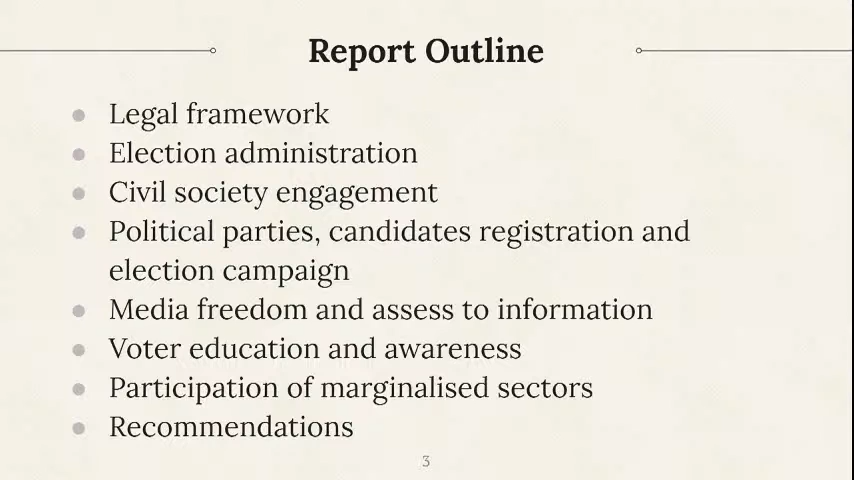 Report Outline
Legal framework
Election administration
Civil society engagement
Political parties, candidates registration and
election campaign
Media freedom and assess to information
Voter education and awareness
Participation of marginalised sectors
Recommendations
3